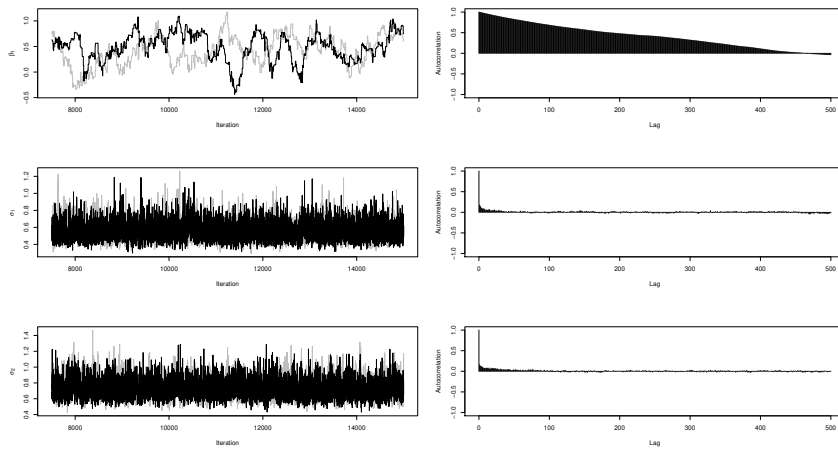 β₁
−0.5 0.0 0.5 1.0
8000 10000 12000 14000
Iteration
Autocorrelation
−1.0 −0.5 0.0 0.5 1.0
0 100 200 300 400 500
Lag
σ₁
0.4 0.6 0.8 1.0 1.2
8000 10000 12000 14000
Iteration
Autocorrelation
−1.0 −0.5 0.0 0.5 1.0
0 100 200 300 400 500
Lag
σ₂
0.4 0.6 0.8 1.0 1.2 1.4
8000 10000 12000 14000
Iteration
Autocorrelation
−1.0 −0.5 0.0 0.5 1.0
0 100 200 300 400 500
Lag